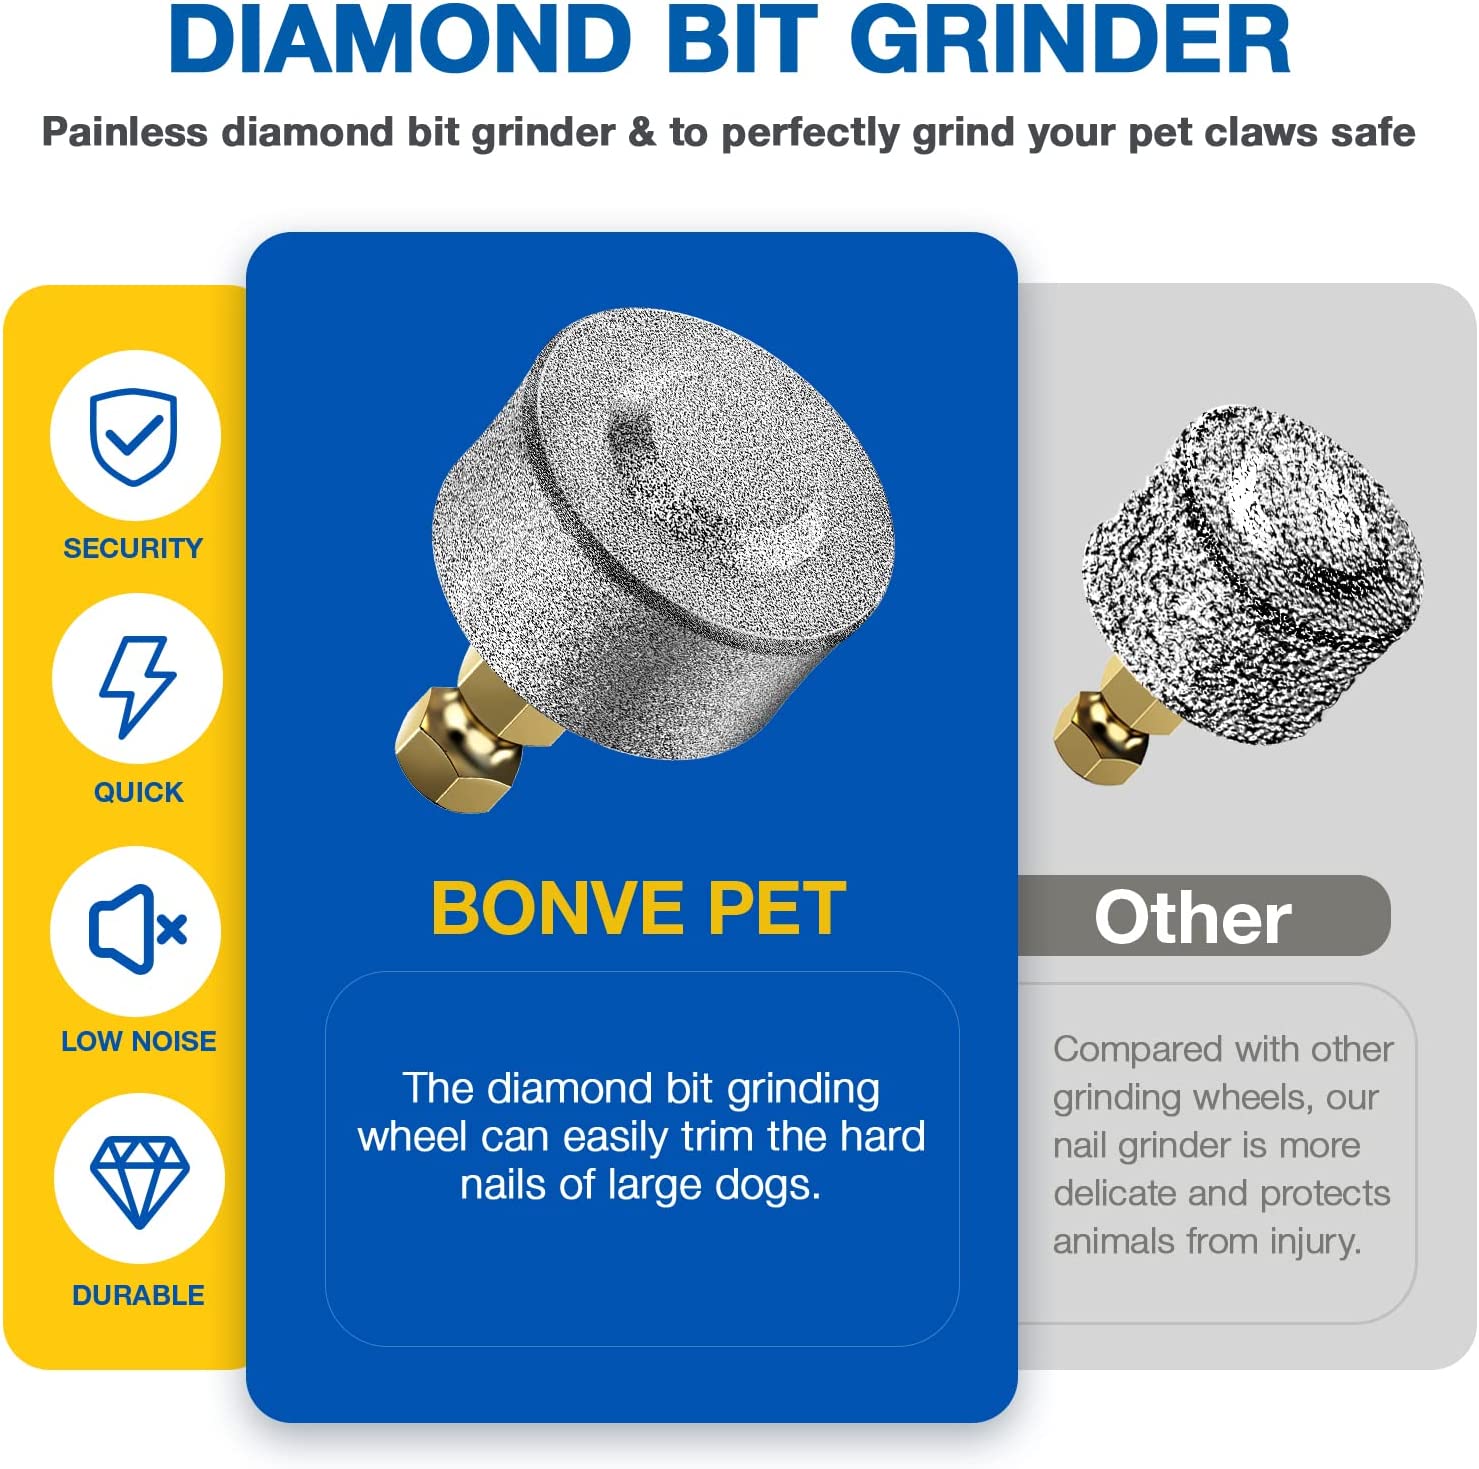 DIAMOND BIT GRINDER
Painless diamond bit grinder & to perfectly grind your pet claws safe
SECURITY
QUICK
LOW NOISE
DURABLE
BONVE PET
The diamond bit grinding
wheel can easily trim the hard
nails of large dogs.
Other
Compared with other
grinding wheels, our
nail grinder is more
delicate and protects
animals from injury.